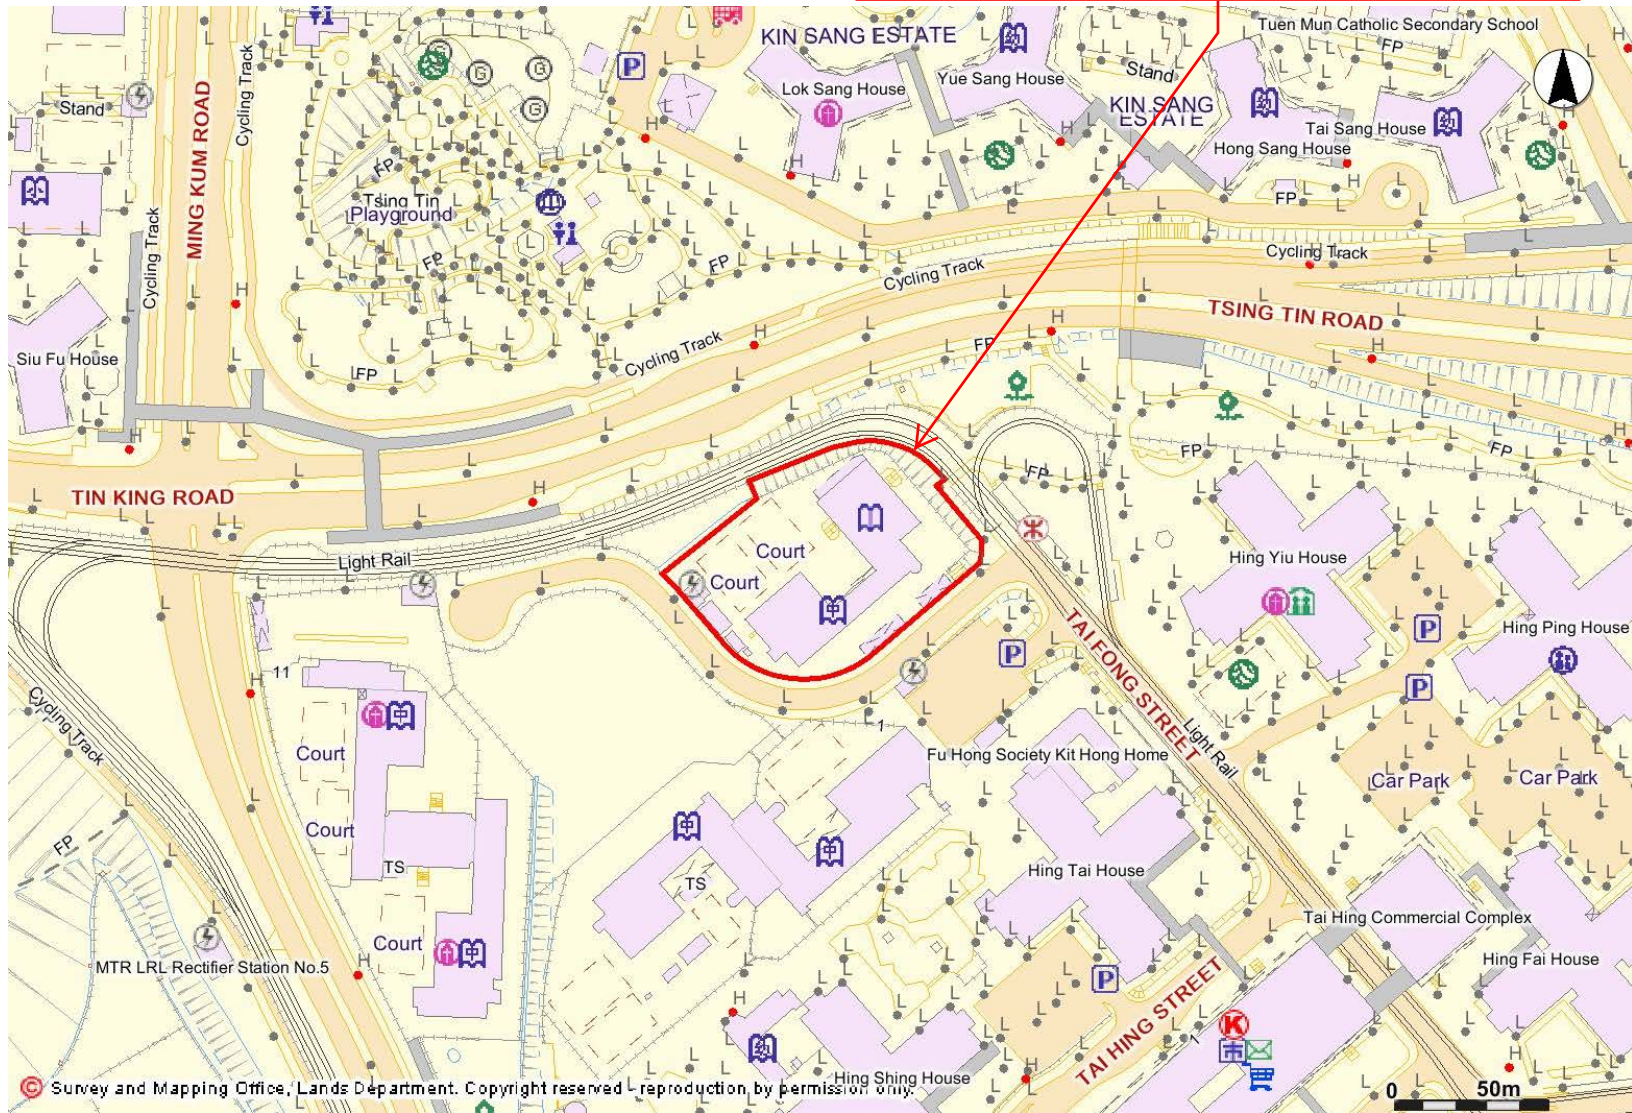 Tuen Mun Catholic Secondary School
KIN SANG ESTATE
FP
Stand
Yue Sang House
Lok Sang House
KIN SANG
ESTATE
Tai Sang House
Hong Sang House
Stand
Cycling Track
MING KUM ROAD
FP
Tsing Tin
Playground
FP
FP
FP
Cycling Track
Cycling Track
Cycling Track
TSING TIN ROAD
Siu Fu House
Cycling Track
FP
FP
FP
FP
FP
TIN KING ROAD
Light Rail
Court
Court
Hing Yiu House
TAI FONG STREET
Hing Ping House
11
1
Cycling Track
Light Rail
Fu Hong Society Kit Hong Home
Court
Car Park
Car Park
Court
FP
TS
TS
Hing Tai House
Tai Hing Commercial Complex
Court
MTR LRL Rectifier Station No.5
Hing Fai House
TAI HING STREET
1
Hing Shing House
© Survey and Mapping Office, Lands Department. Copyright reserved - reproduction by permission only.
0 50m